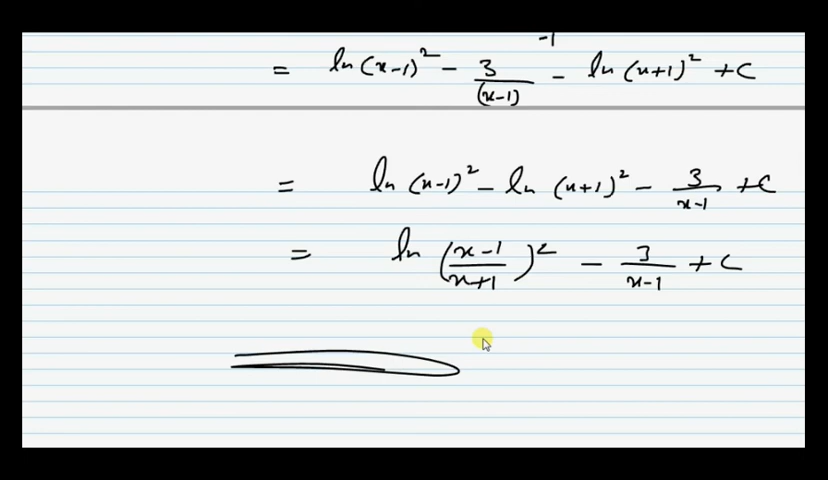 -1
= ln (x-1)² - 3/(x-1) - ln (x+1)² + C
= ln (x-1)² - ln (x+1)² - 3/x-1 + C
= ln (x-1/x+1)² - 3/x-1 + C